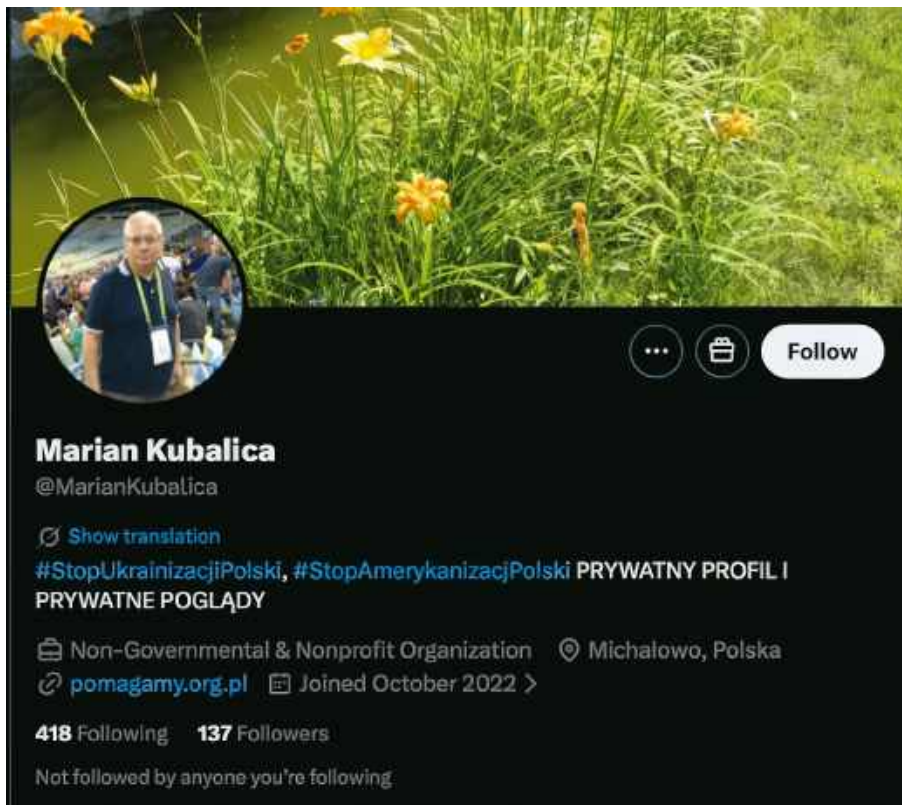 Follow
Marian Kubalica
@MarianKubalica
Show translation
#StopUkrainizacjiPolski, #StopAmerykanizacjPolski PRYWATNY PROFIL I
PRYWATNE POGLĄDY
Non-Governmental & Nonprofit Organization Michalowo, Polska
pomagamy.org.pl Joined October 2022
418 Following 137 Followers
Not followed by anyone you're following